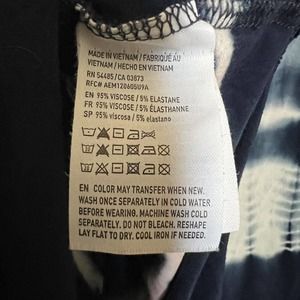 MADE IN VIETNAM / FABRIQUÉ AU
VIETNAM / HECHO EN VIETNAM
RN 54485/CA 03873
RFC# AEM120605U9A
EN 95% VISCOSE / 5% ELASTANE
FR 95% VISCOSE / 5% ÉLASTHANNE
SP 95% viscosa / 5% elastano
EN COLOR MAY TRANSFER WHEN NEW.
WASH ONCE SEPARATELY IN COLD WATER
BEFORE WEARING. MACHINE WASH COLD
SEPARATELY. DO NOT BLEACH. RESHAPE
LAY FLAT TO DRY. COOL IRON IF NEEDED.